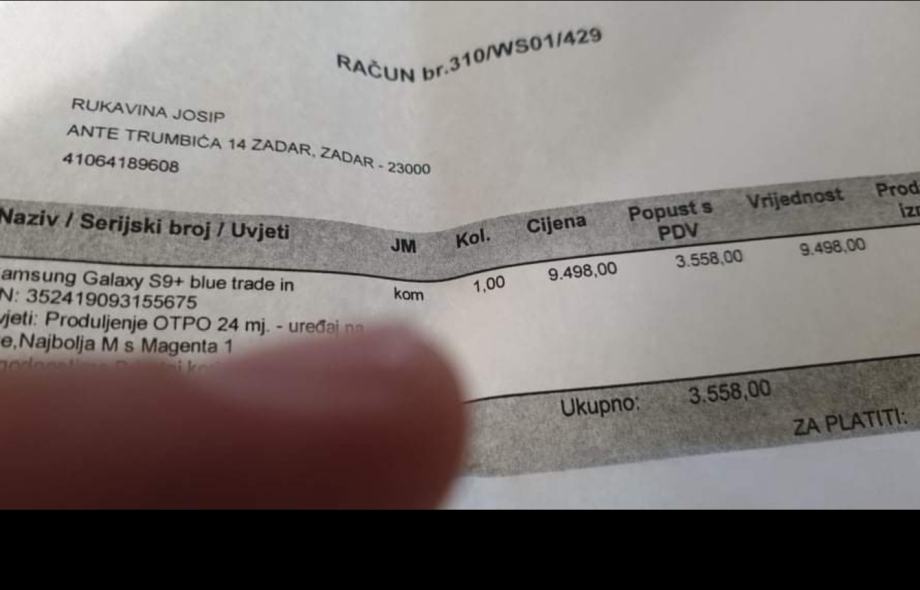 RAČUN br.310/WS01/429
RUKAVINA JOSIP
ANTE TRUMBIĆA 14 ZADAR, ZADAR - 23000
41064189608
Naziv / Serijski broj / Uvjeti JM Kol. Cijena Popust s PDV Vrijednost
amsung Galaxy S9+ blue trade in kom 1,00 9.498,00 3.558,00 9.498,00
N: 352419093155675
vjeti: Produljenje OTPO 24 mj. - uređaj na
e,Najbolja M s Magenta 1
Ukupno: 3.558,00
ZA PLATITI: